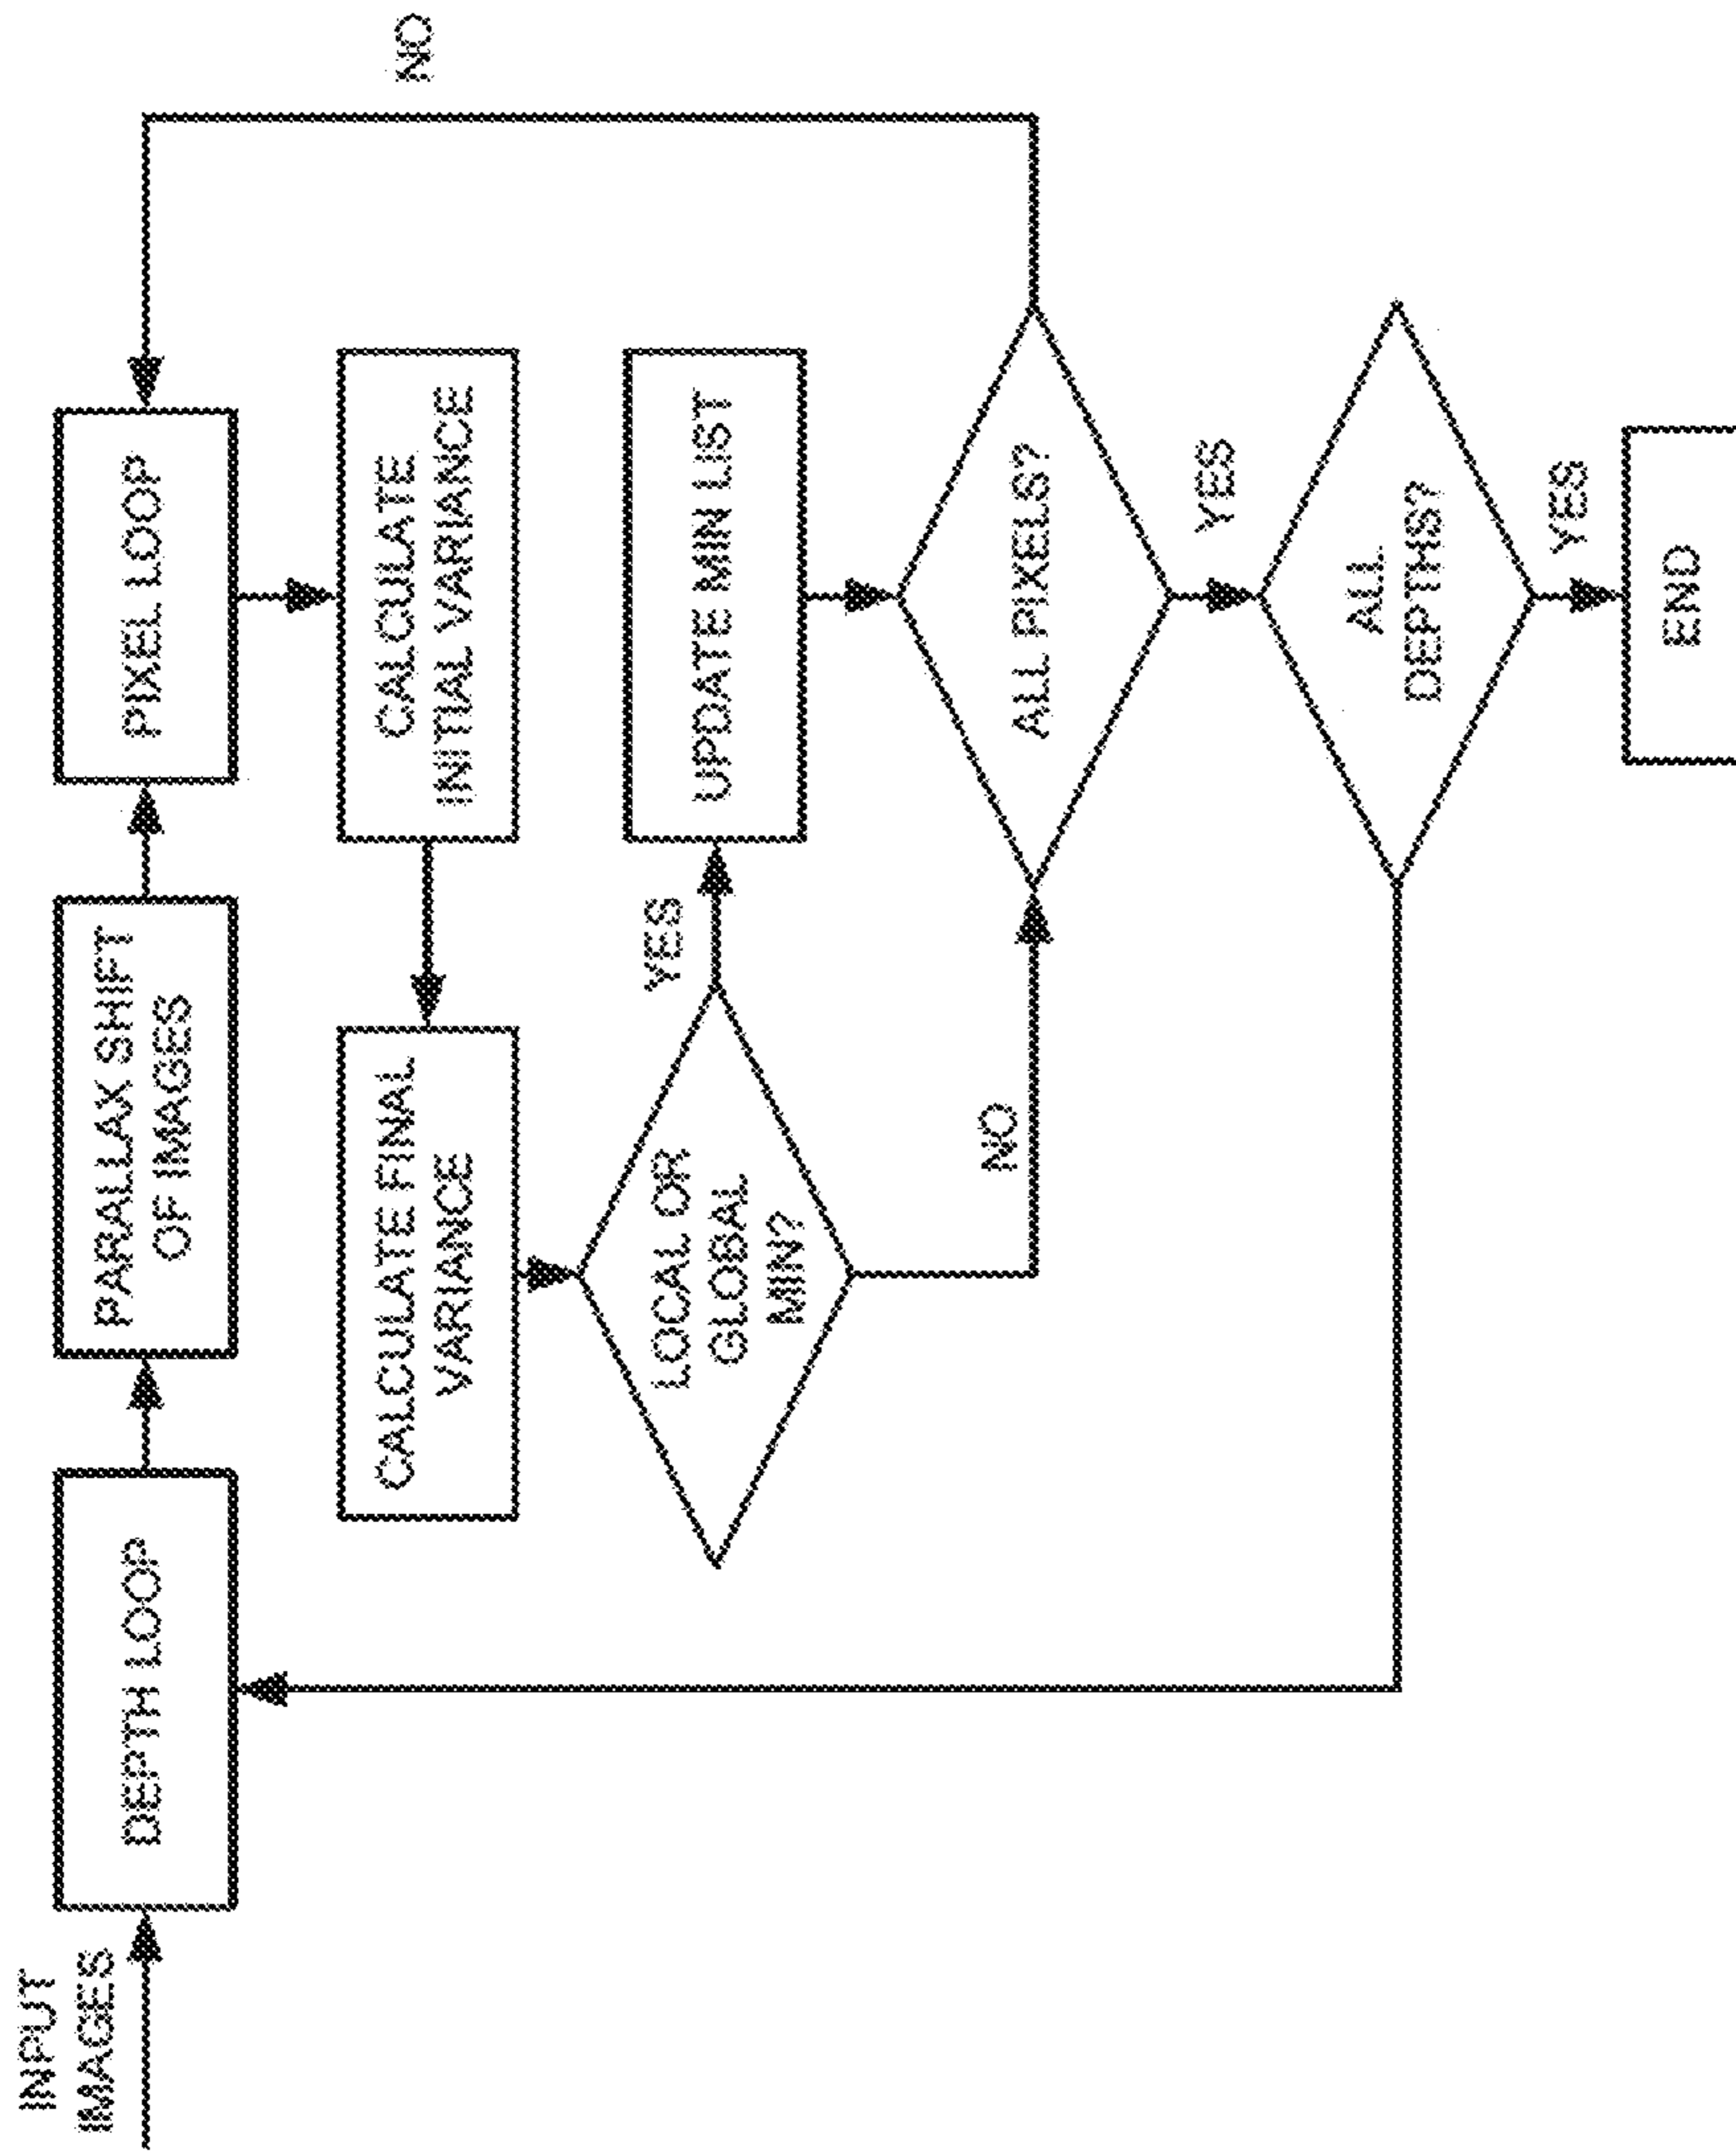 INPUT
IMAGES
DEPTH LOOP
PARALLAX SHIFT
OF IMAGES
PIXEL LOOP
NO
CALCULATE FINAL
VARIANCE
CALCULATE
INITIAL VARIANCE
LOCAL OR
GLOBAL
MIN?
YES
UPDATE MIN LIST
NO
ALL PIXELS?
YES
ALL
DEPTHS?
YES
END